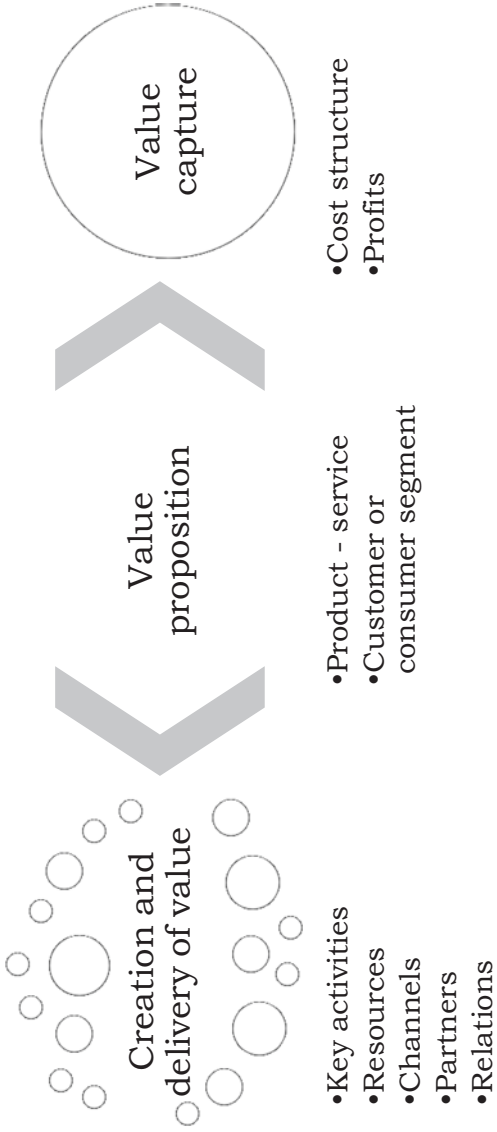 Creation and
delivery of value
•Key activities
•Resources
•Channels
•Partners
•Relations
Value
proposition
•Product - service
•Customer or
consumer segment
Value
capture
•Cost structure
•Profits